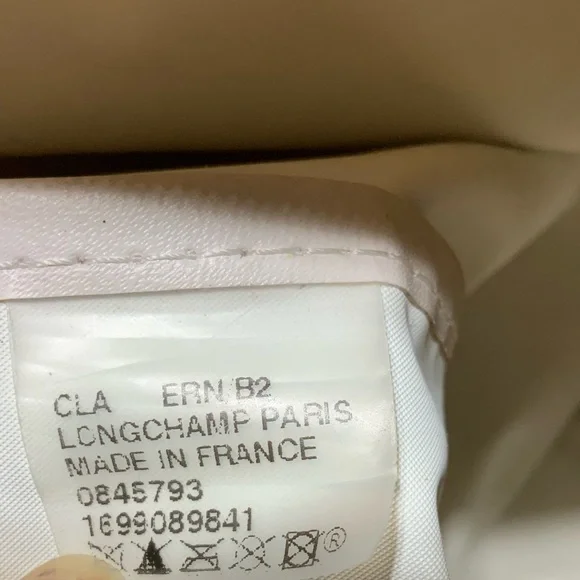 CLA ERN/B2
LONGCHAMP PARIS
MADE IN FRANCE
0845793
1699089841
®